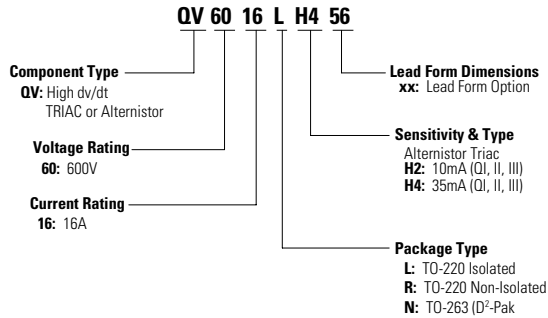 QV 60 16 L H4 56
Component Type
QV: High dv/dt
TRIAC or Alternistor
Voltage Rating
60: 600V
Current Rating
16: 16A
Lead Form Dimensions
xx: Lead Form Option
Sensitivity & Type
Alternistor Triac
H2: 10mA (QI, II, III)
H4: 35mA (QI, II, III)
Package Type
L: TO-220 Isolated
R: TO-220 Non-Isolated
N: TO-263 (D²-Pak